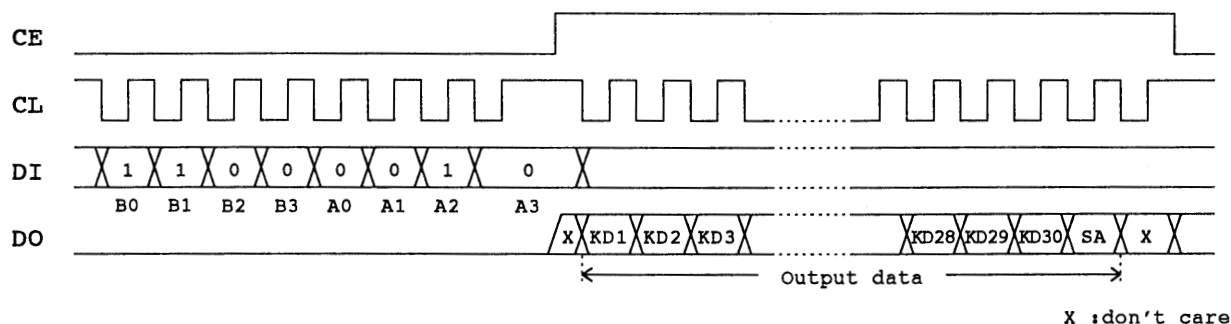 CE
CL
DI 1 1 0 0 0 0 1 0
B0 B1 B2 B3 A0 A1 A2 A3
DO X KD1 KD2 KD3 KD28 KD29 KD30 SA X
Output data
X :don't care